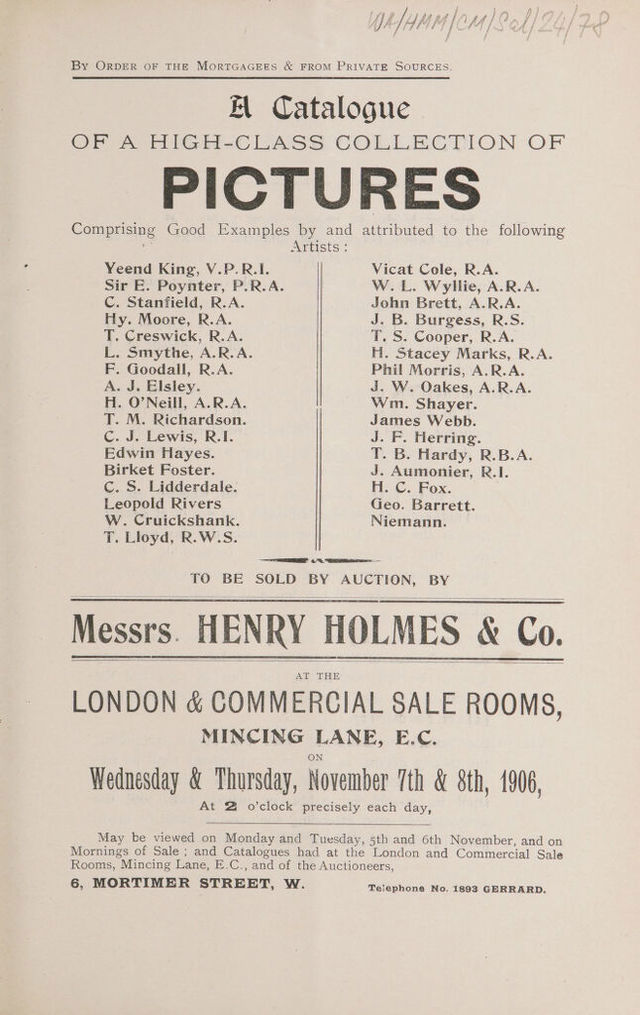 WA/HMM/CM/Sal/24/78
BY ORDER OF THE MORTGAGEES & FROM PRIVATE SOURCES.
A Catalogue
OF A HIGH-CLASS COLLECTION OF
PICTURES
Comprising Good Examples by and attributed to the following
Artists:
Yeend King, V.P.R.I.
Sir E. Poynter, P.R.A.
C. Stanfield, R.A.
Hy. Moore, R.A.
T. Creswick, R.A.
L. Smythe, A.R.A.
F. Goodall, R.A.
A. J. Elsley.
H. O'Neill, A.R.A.
T. M. Richardson.
C. J. Lewis, R.I.
Edwin Hayes.
Birket Foster.
C. S. Lidderdale.
Leopold Rivers
W. Cruickshank.
T. Lloyd, R.W.S.
Vicat Cole, R.A.
W. L. Wyllie, A.R.A.
John Brett, A.R.A.
J. B. Burgess, R.S.
T. S. Cooper, R.A.
H. Stacey Marks, R.A.
Phil Morris, A.R.A.
J. W. Oakes, A.R.A.
Wm. Shayer.
James Webb.
J. F. Herring.
T. B. Hardy, R.B.A.
J. Aumonier, R.I.
H. C. Fox.
Geo. Barrett.
Niemann.
TO BE SOLD BY AUCTION, BY
Messrs. HENRY HOLMES & Co.
AT THE
LONDON & COMMERCIAL SALE ROOMS,
MINCING LANE, E.C.
ON
Wednesday & Thursday, November 7th & 8th, 1906,
At 2 o'clock precisely each day,
May be viewed on Monday and Tuesday, 5th and 6th November, and on
Mornings of Sale; and Catalogues had at the London and Commercial Sale
Rooms, Mincing Lane, E.C., and of the Auctioneers,
6, MORTIMER STREET, W. Telephone No. 1893 GERRARD.